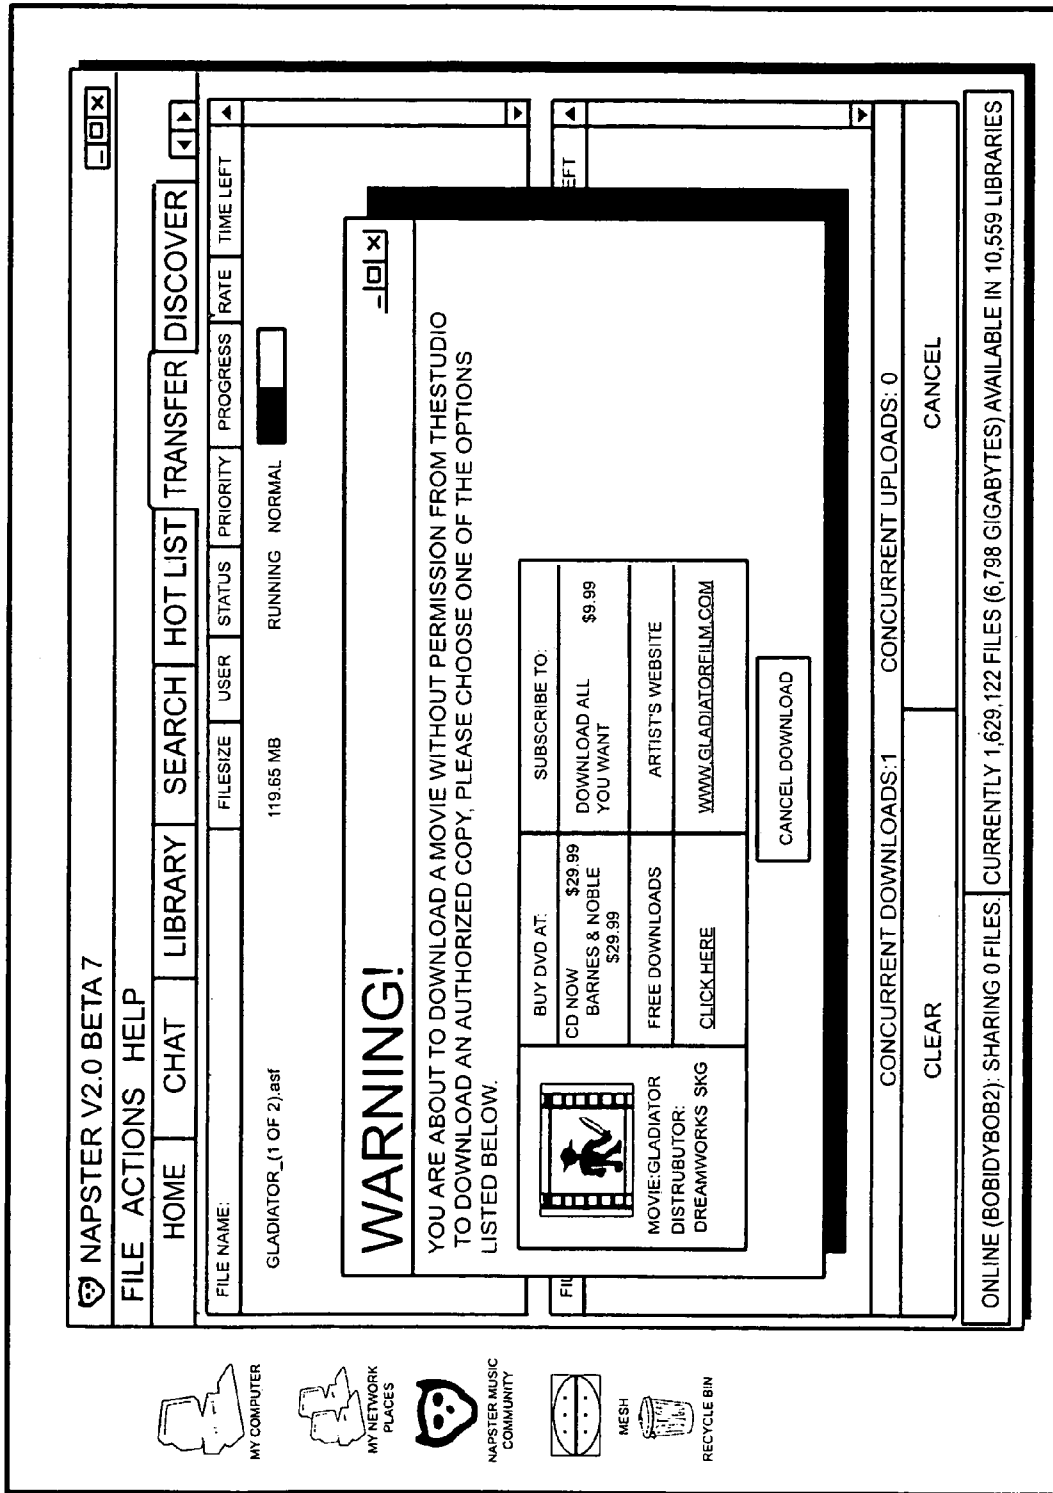 NAPSTER V2.0 BETA 7
FILE ACTIONS HELP
HOME CHAT LIBRARY SEARCH HOT LIST TRANSFER DISCOVER
FILE NAME: FILESIZE USER STATUS PRIORITY PROGRESS RATE TIME LEFT
GLADIATOR_(1 OF 2).asf 119.65 MB RUNNING NORMAL
WARNING!
YOU ARE ABOUT TO DOWNLOAD A MOVIE WITHOUT PERMISSION FROM THESTUDIO
TO DOWNLOAD AN AUTHORIZED COPY, PLEASE CHOOSE ONE OF THE OPTIONS
LISTED BELOW.
MOVIE:GLADIATOR
DISTRUBUTOR:
DREAMWORKS SKG
BUY DVD AT:
CD NOW $29.99
BARNES & NOBLE
$29.99
SUBSCRIBE TO:
DOWNLOAD ALL $9.99
YOU WANT
FREE DOWNLOADS
CLICK HERE
ARTIST'S WEBSITE
WWW.GLADIATORFILM.COM
CANCEL DOWNLOAD
FIL EFT
CONCURRENT DOWNLOADS:1 CONCURRENT UPLOADS: 0
CLEAR CANCEL
ONLINE (BOBIDYBOB2): SHARING 0 FILES. CURRENTLY 1,629,122 FILES (6,798 GIGABYTES) AVAILABLE IN 10,559 LIBRARIES
MY COMPUTER
MY NETWORK
PLACES
NAPSTER MUSIC
COMMUNITY
MESH
RECYCLE BIN